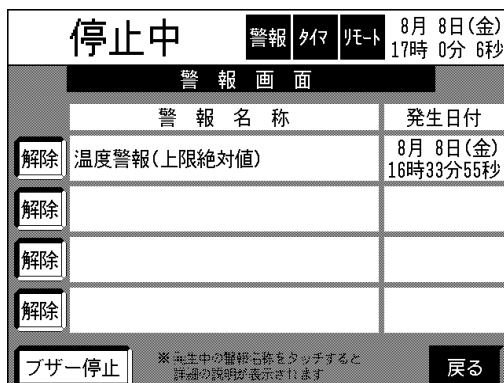 停止中
警報 タイマ リモート
8月 8日(金)
17時 0分 6秒
警 報 画 面
警 報 名 称 発生日付
解除 温度警報(上限絶対値) 8月 8日(金)
16時33分55秒
解除
解除
解除
ブザー停止
※発生中の警報名称をタッチすると
詳細の説明が表示されます
戻る